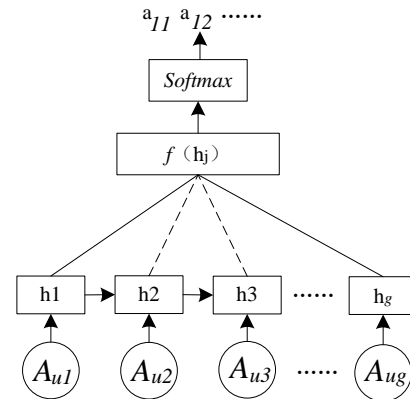 a11 a12 ······
Softmax
f（hj）
h1 h2 h3 ······ hg
Au1 Au2 Au3 ······ Aug